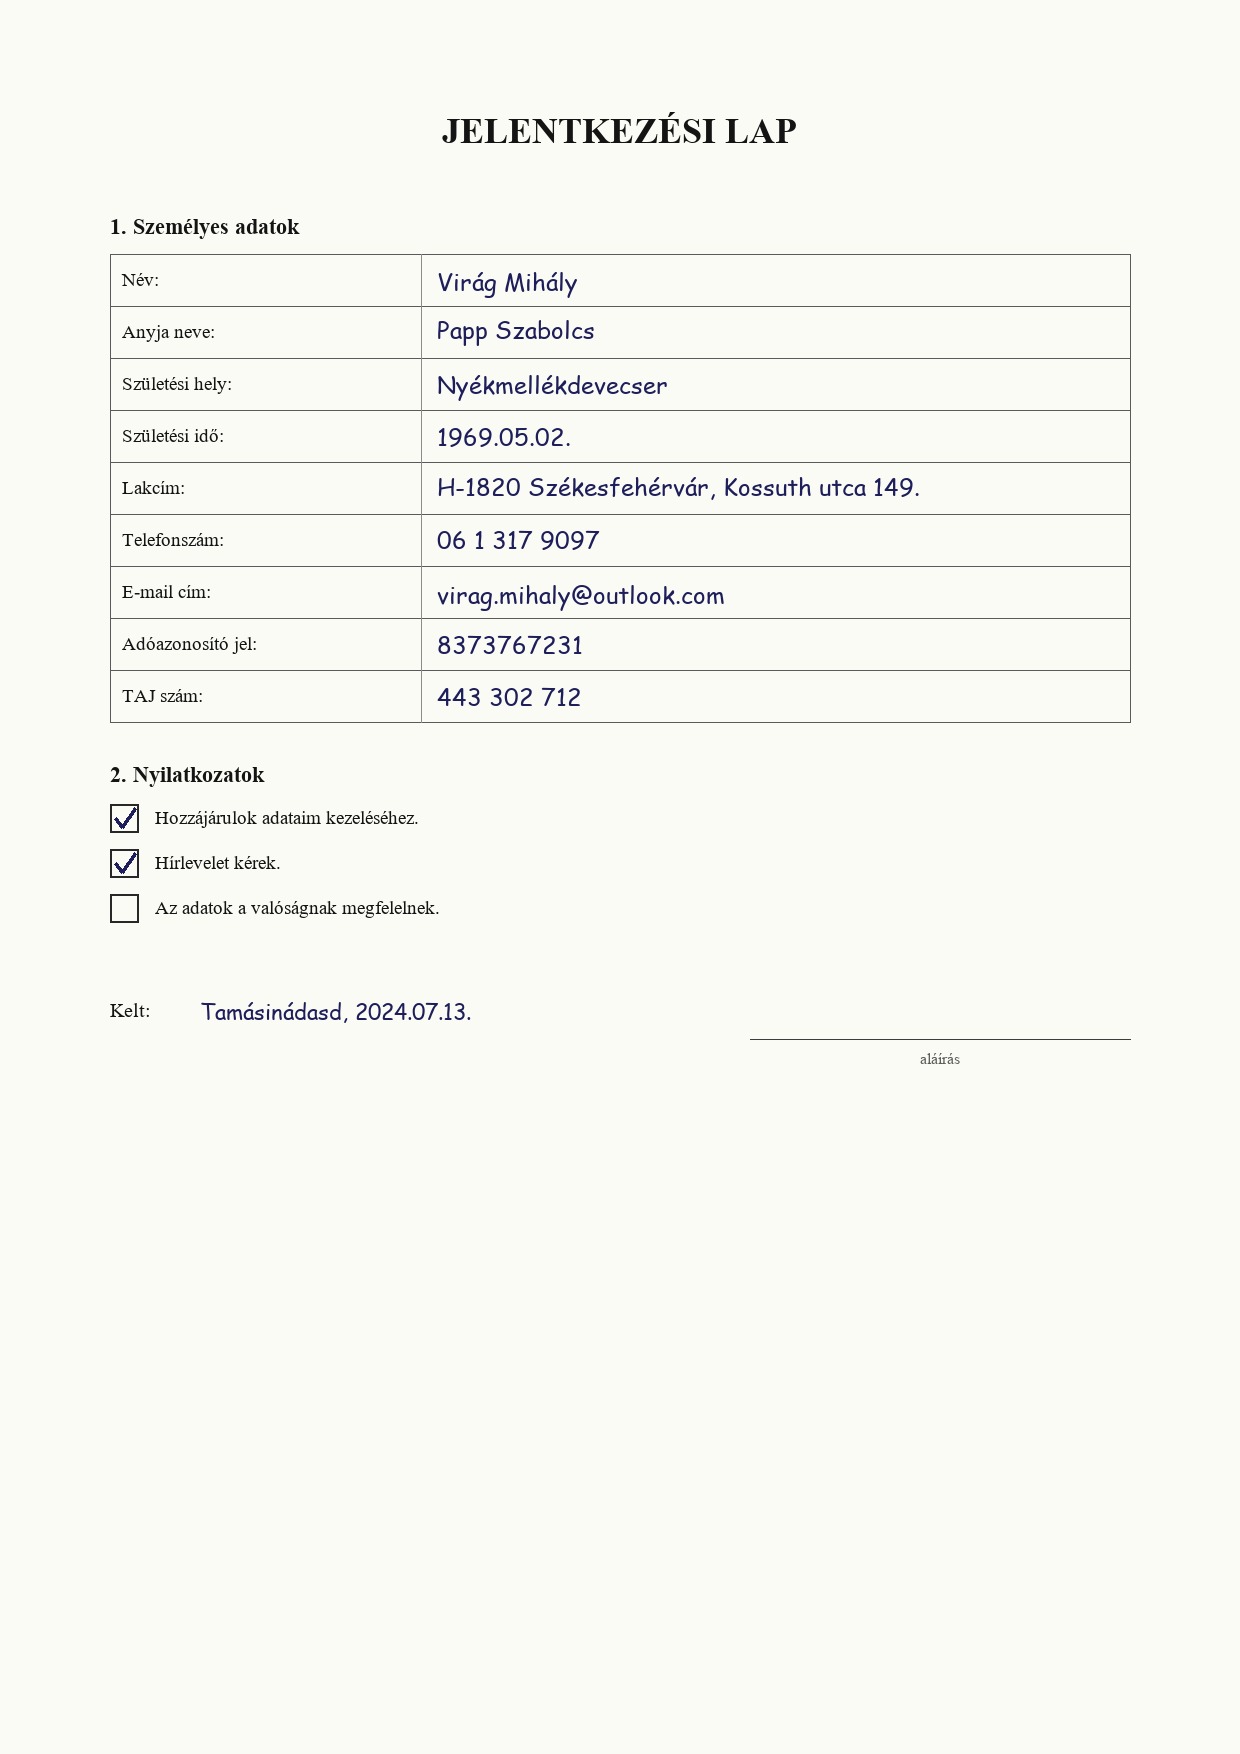 JELENTKEZÉSI LAP
1. Személyes adatok
Név: Virág Mihály
Anyja neve: Papp Szabolcs
Születési hely: Nyékmellékdevecser
Születési idő: 1969.05.02.
Lakcím: H-1820 Székesfehérvár, Kossuth utca 149.
Telefonszám: 06 1 317 9097
E-mail cím: virag.mihaly@outlook.com
Adóazonosító jel: 8373767231
TAJ szám: 443 302 712
2. Nyilatkozatok
Hozzájárulok adataim kezeléséhez.
Hírlevelet kérek.
Az adatok a valóságnak megfelelnek.
Kelt: Tamásinádasd, 2024.07.13.
aláírás